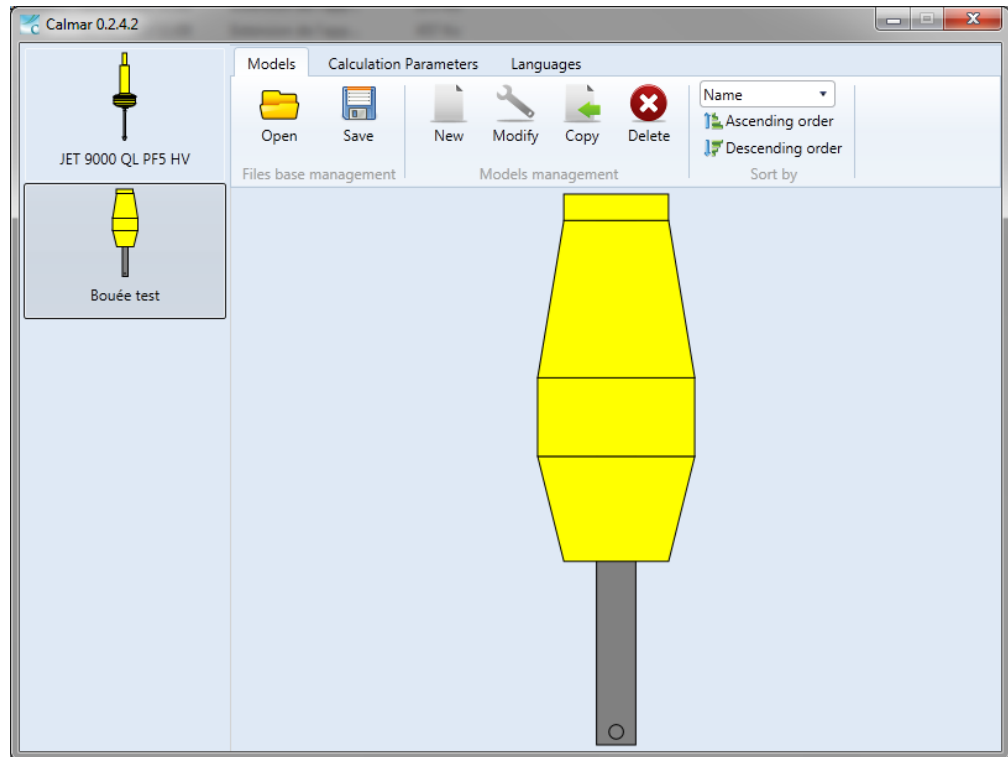 Calmar 0.2.4.2
JET 9000 QL PF5 HV
Bouée test
Models Calculation Parameters Languages
Open Save New Modify Copy Delete
Name
Ascending order
Descending order
Files base management Models management Sort by